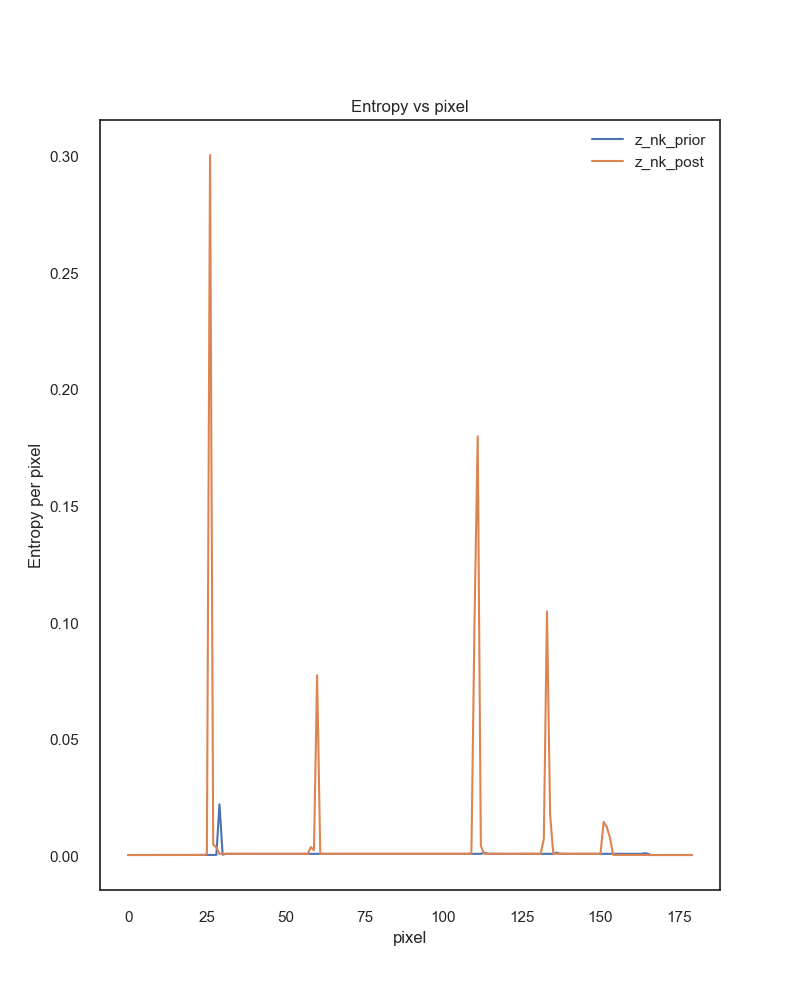 Entropy vs pixel
z_nk_prior
z_nk_post
0.30
0.25
0.20
0.15
0.10
0.05
0.00
Entropy per pixel
0 25 50 75 100 125 150 175
pixel